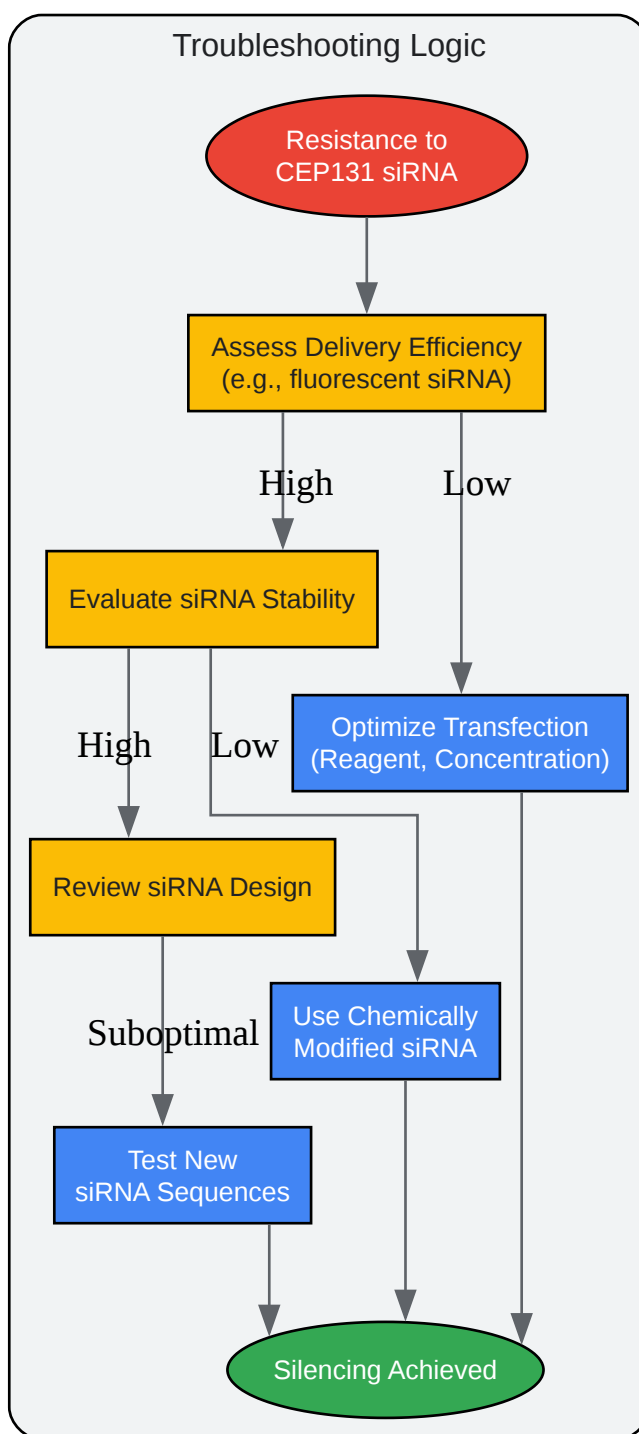 Troubleshooting Logic
Resistance to
CEP131 siRNA
Assess Delivery Efficiency
(e.g., fluorescent siRNA)
High
Low
Evaluate siRNA Stability
Optimize Transfection
(Reagent, Concentration)
High
Low
Review siRNA Design
Use Chemically
Modified siRNA
Suboptimal
Test New
siRNA Sequences
Silencing Achieved